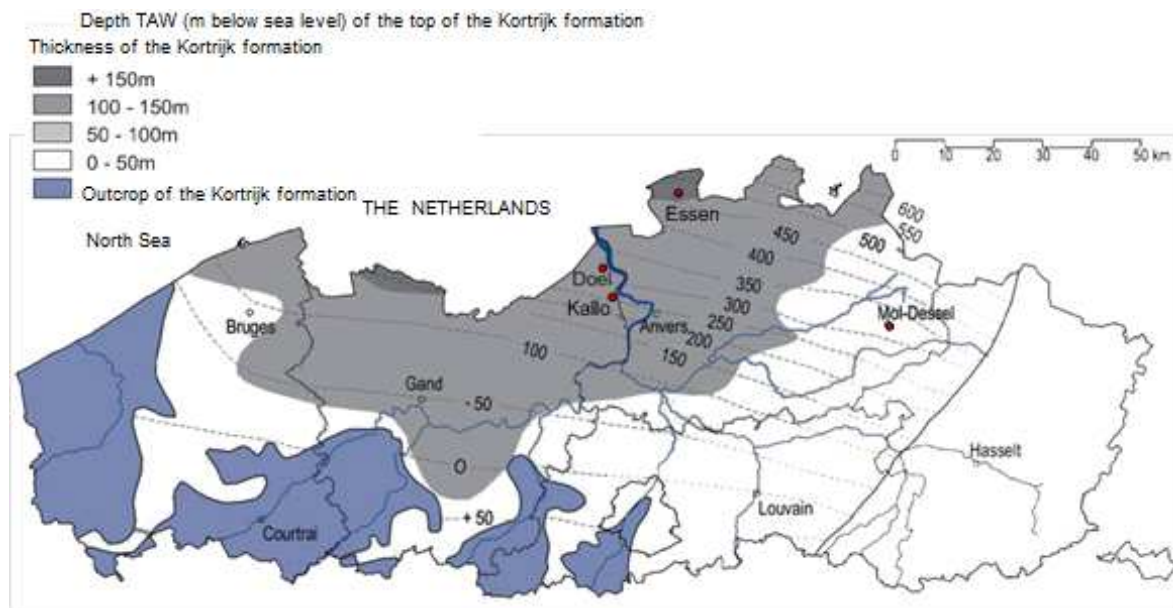 Depth TAW (m below sea level) of the top of the Kortrijk formation
Thickness of the Kortrijk formation
+ 150m
100 - 150m
50 - 100m
0 - 50m
Outcrop of the Kortrijk formation
0 10 20 30 40 50 km
THE NETHERLANDS
North Sea
Essen
600
550
450
500
400
Doel
350
Kallo
300
Mol-Dessel
Bruges
Anvers
250
200
100
150
Gand
- 50
Hasselt
0
Louvain
+ 50
Courtrai